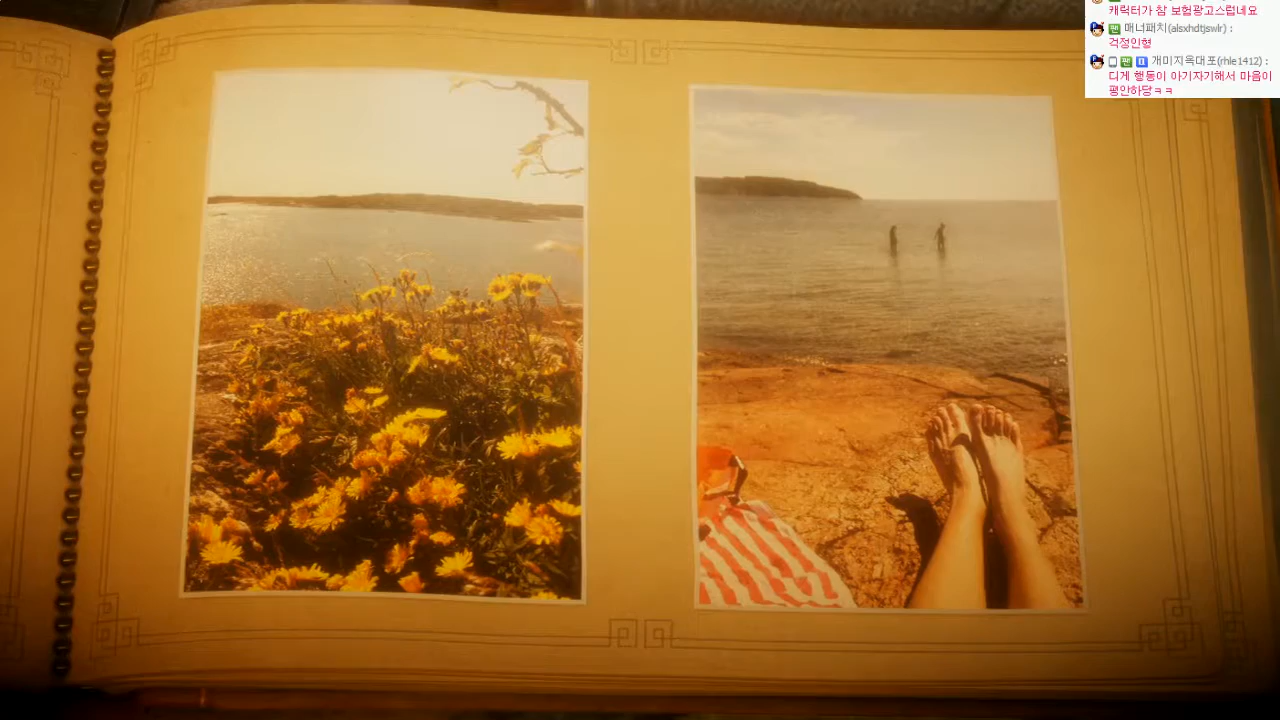 캐릭터가 참 보험광고스럽네요
팬 매너패치(alsxhdtjswlr) :
걱정인형
팬 개미지옥대포(rhle1412) :
디게 행동이 아기자기해서 마음이
평안하당ㅋㅋ